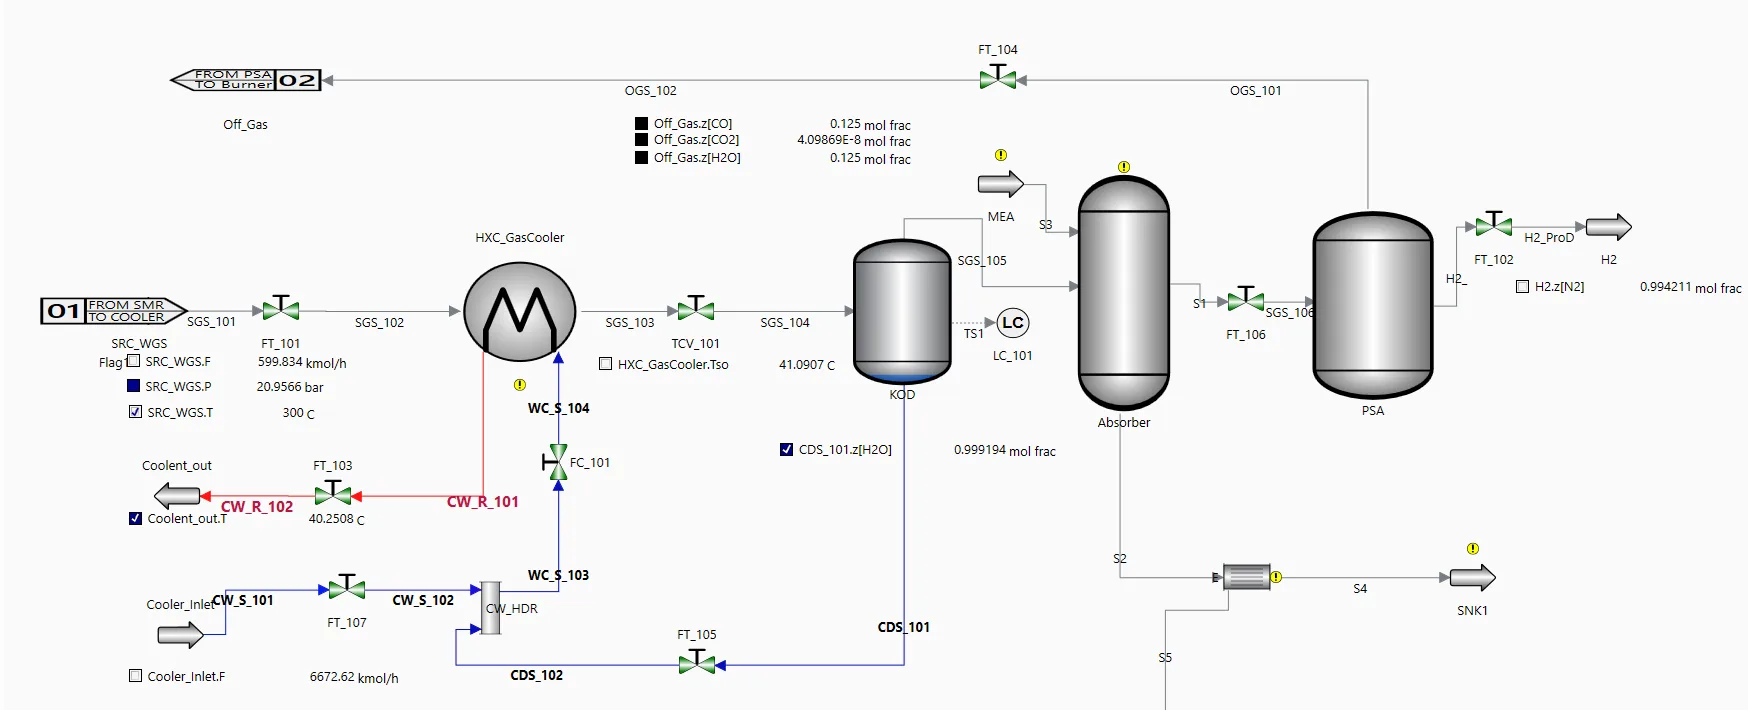 FT_104
FROM PSA
TO Burner
02
OGS_102
OGS_101
Off_Gas
Off_Gas.z[CO] 0.125 mol frac
Off_Gas.z[CO2] 4.09869E-8 mol frac
Off_Gas.z[H2O] 0.125 mol frac
MEA
S3
HXC_GasCooler
SGS_105
H2_ProD
FT_102
H2
H2_
H2.z[N2] 0.994211 mol frac
01
FROM SMR
TO COOLER
SGS_101
SGS_102
SGS_103
SGS_104
S1
SGS_106
FT_106
TS1
LC
LC_101
SRC_WGS
FT_101
TCV_101
Flag1
SRC_WGS.F 599.834 kmol/h
SRC_WGS.P 20.9566 bar
SRC_WGS.T 300 C
HXC_GasCooler.Tso 41.0907 C
KOD
PSA
Absorber
WC_S_104
CDS_101.z[H2O] 0.999194 mol frac
FC_101
Coolent_out
FT_103
CW_R_102
CW_R_101
Coolent_out.T 40.2508 C
S2
E
S4
SNK1
WC_S_103
Cooler_Inlet
CW_S_101
CW_S_102
CW_HDR
FT_107
FT_105
CDS_101
CDS_102
S5
Cooler_Inlet.F 6672.62 kmol/h